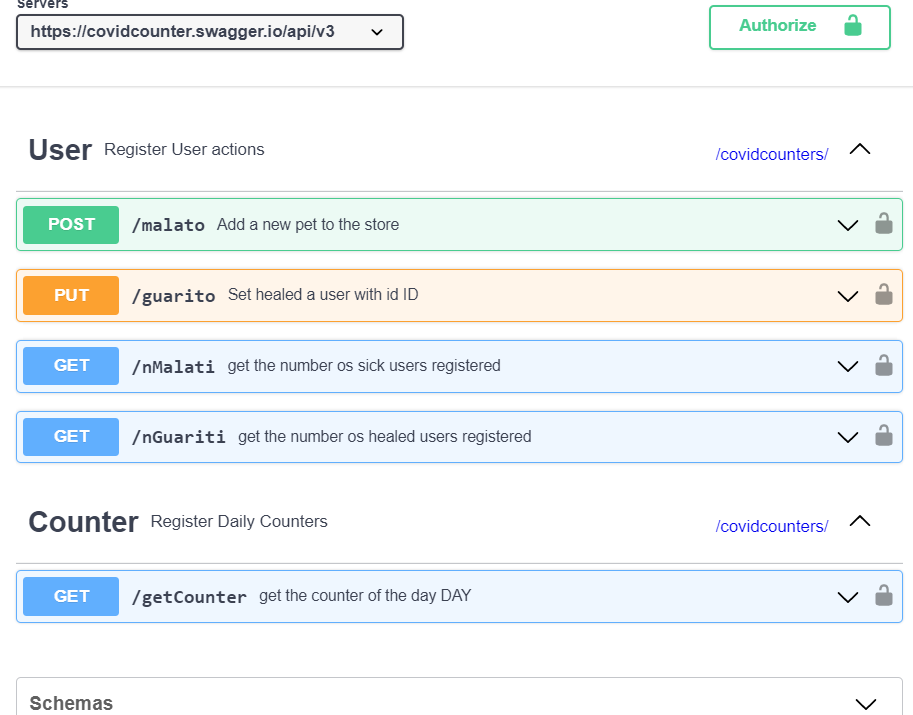 Servers
https://covidcounter.swagger.io/api/v3
Authorize
User Register User actions /covidcounters/
POST /malato Add a new pet to the store
PUT /guarito Set healed a user with id ID
GET /nMalati get the number os sick users registered
GET /nGuariti get the number os healed users registered
Counter Register Daily Counters /covidcounters/
GET /getCounter get the counter of the day DAY
Schemas